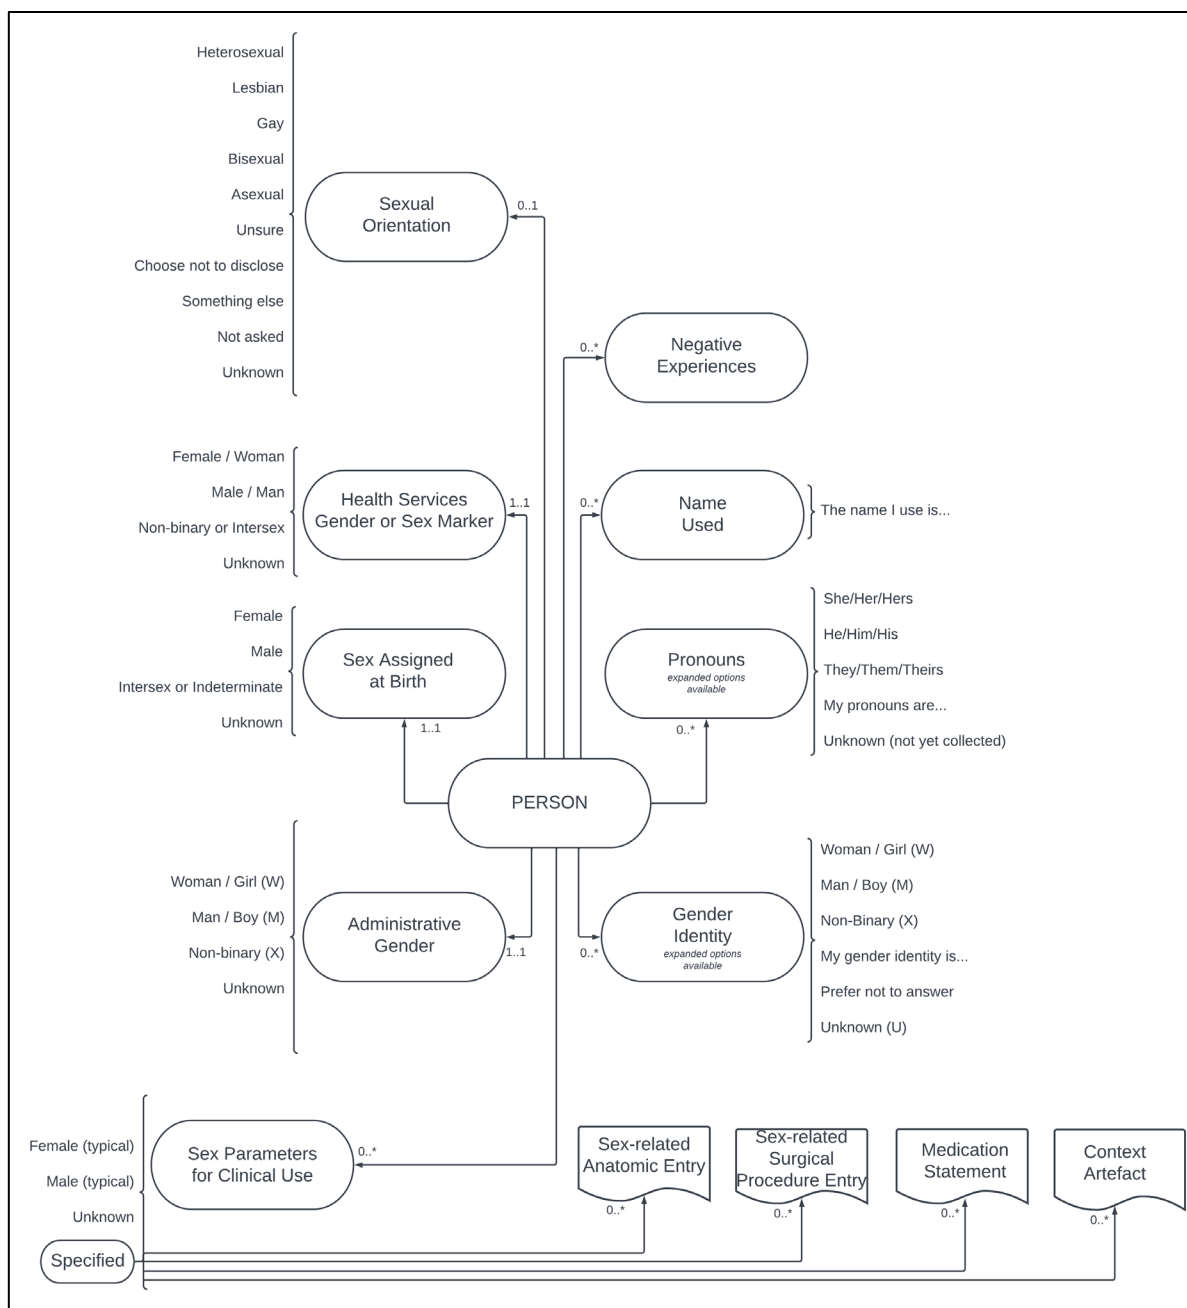 Heterosexual
Lesbian
Gay
Bisexual
Asexual
Unsure
Choose not to disclose
Something else
Not asked
Unknown
Sexual
Orientation
0..1
Negative
Experiences
0..*
Female / Woman
Male / Man
Non-binary or Intersex
Unknown
Health Services
Gender or Sex Marker
1..1
0..*
Name
Used
The name I use is...
Female
Male
Intersex or Indeterminate
Unknown
Sex Assigned
at Birth
1..1
Pronouns
expanded options
available
0..*
She/Her/Hers
He/Him/His
They/Them/Theirs
My pronouns are...
Unknown (not yet collected)
PERSON
Woman / Girl (W)
Man / Boy (M)
Non-binary (X)
Unknown
Administrative
Gender
1..1
0..*
Gender
Identity
expanded options
available
Woman / Girl (W)
Man / Boy (M)
Non-Binary (X)
My gender identity is...
Prefer not to answer
Unknown (U)
Female (typical)
Male (typical)
Unknown
Specified
Sex Parameters
for Clinical Use
0..*
Sex-related
Anatomic Entry
0..*
Sex-related
Surgical
Procedure Entry
0..*
Medication
Statement
0..*
Context
Artefact
0..*